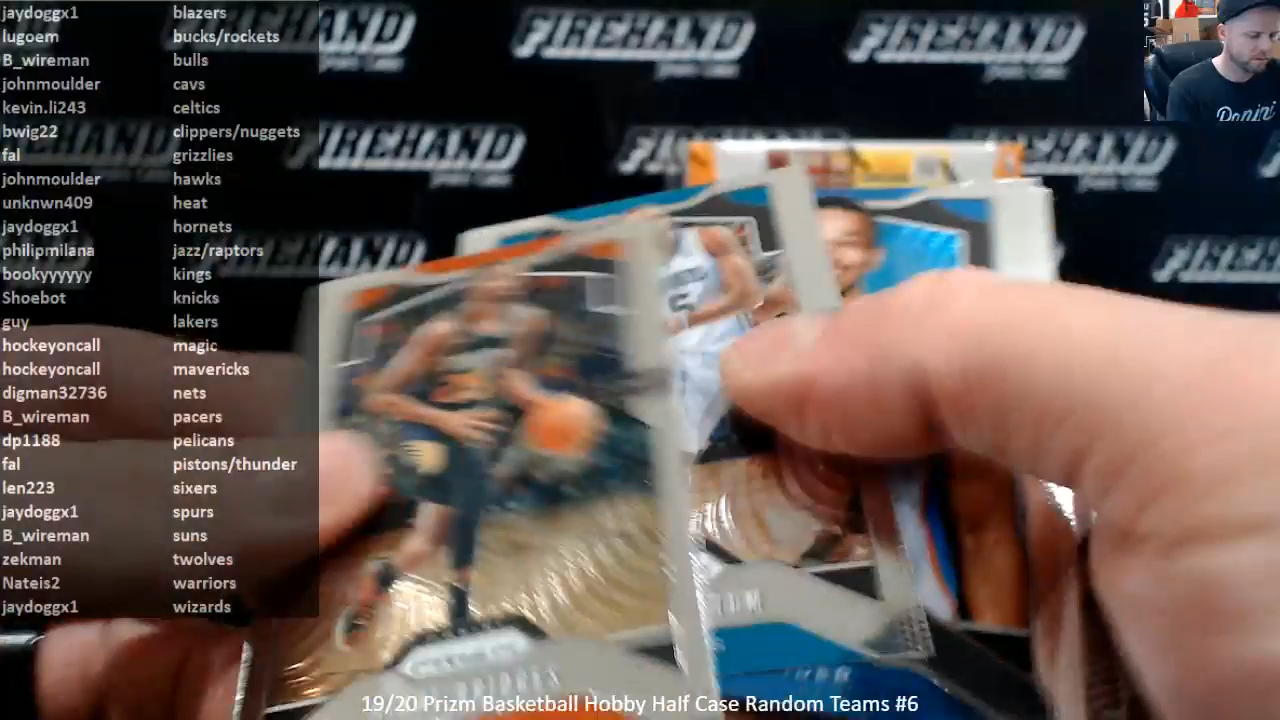 jaydoggx1 blazers
lugoem bucks/rockets
B_wireman bulls
johnmoulder cavs
kevin.li243 celtics
bwig22 clippers/nuggets
fal grizzlies
johnmoulder hawks
unknwn409 heat
jaydoggx1 hornets
philipmilana jazz/raptors
bookyyyyyy kings
Shoebot knicks
guy lakers
hockeyoncall magic
hockeyoncall mavericks
digman32736 nets
B_wireman pacers
dp1188 pelicans
fal pistons/thunder
len223 sixers
jaydoggx1 spurs
B_wireman suns
zekman twolves
Nateis2 warriors
jaydoggx1 wizards
FIREHAND
FIREHAND
FIREHAND
FIREHAND
19/20 Prizm Basketball Hobby Half Case Random Teams #6